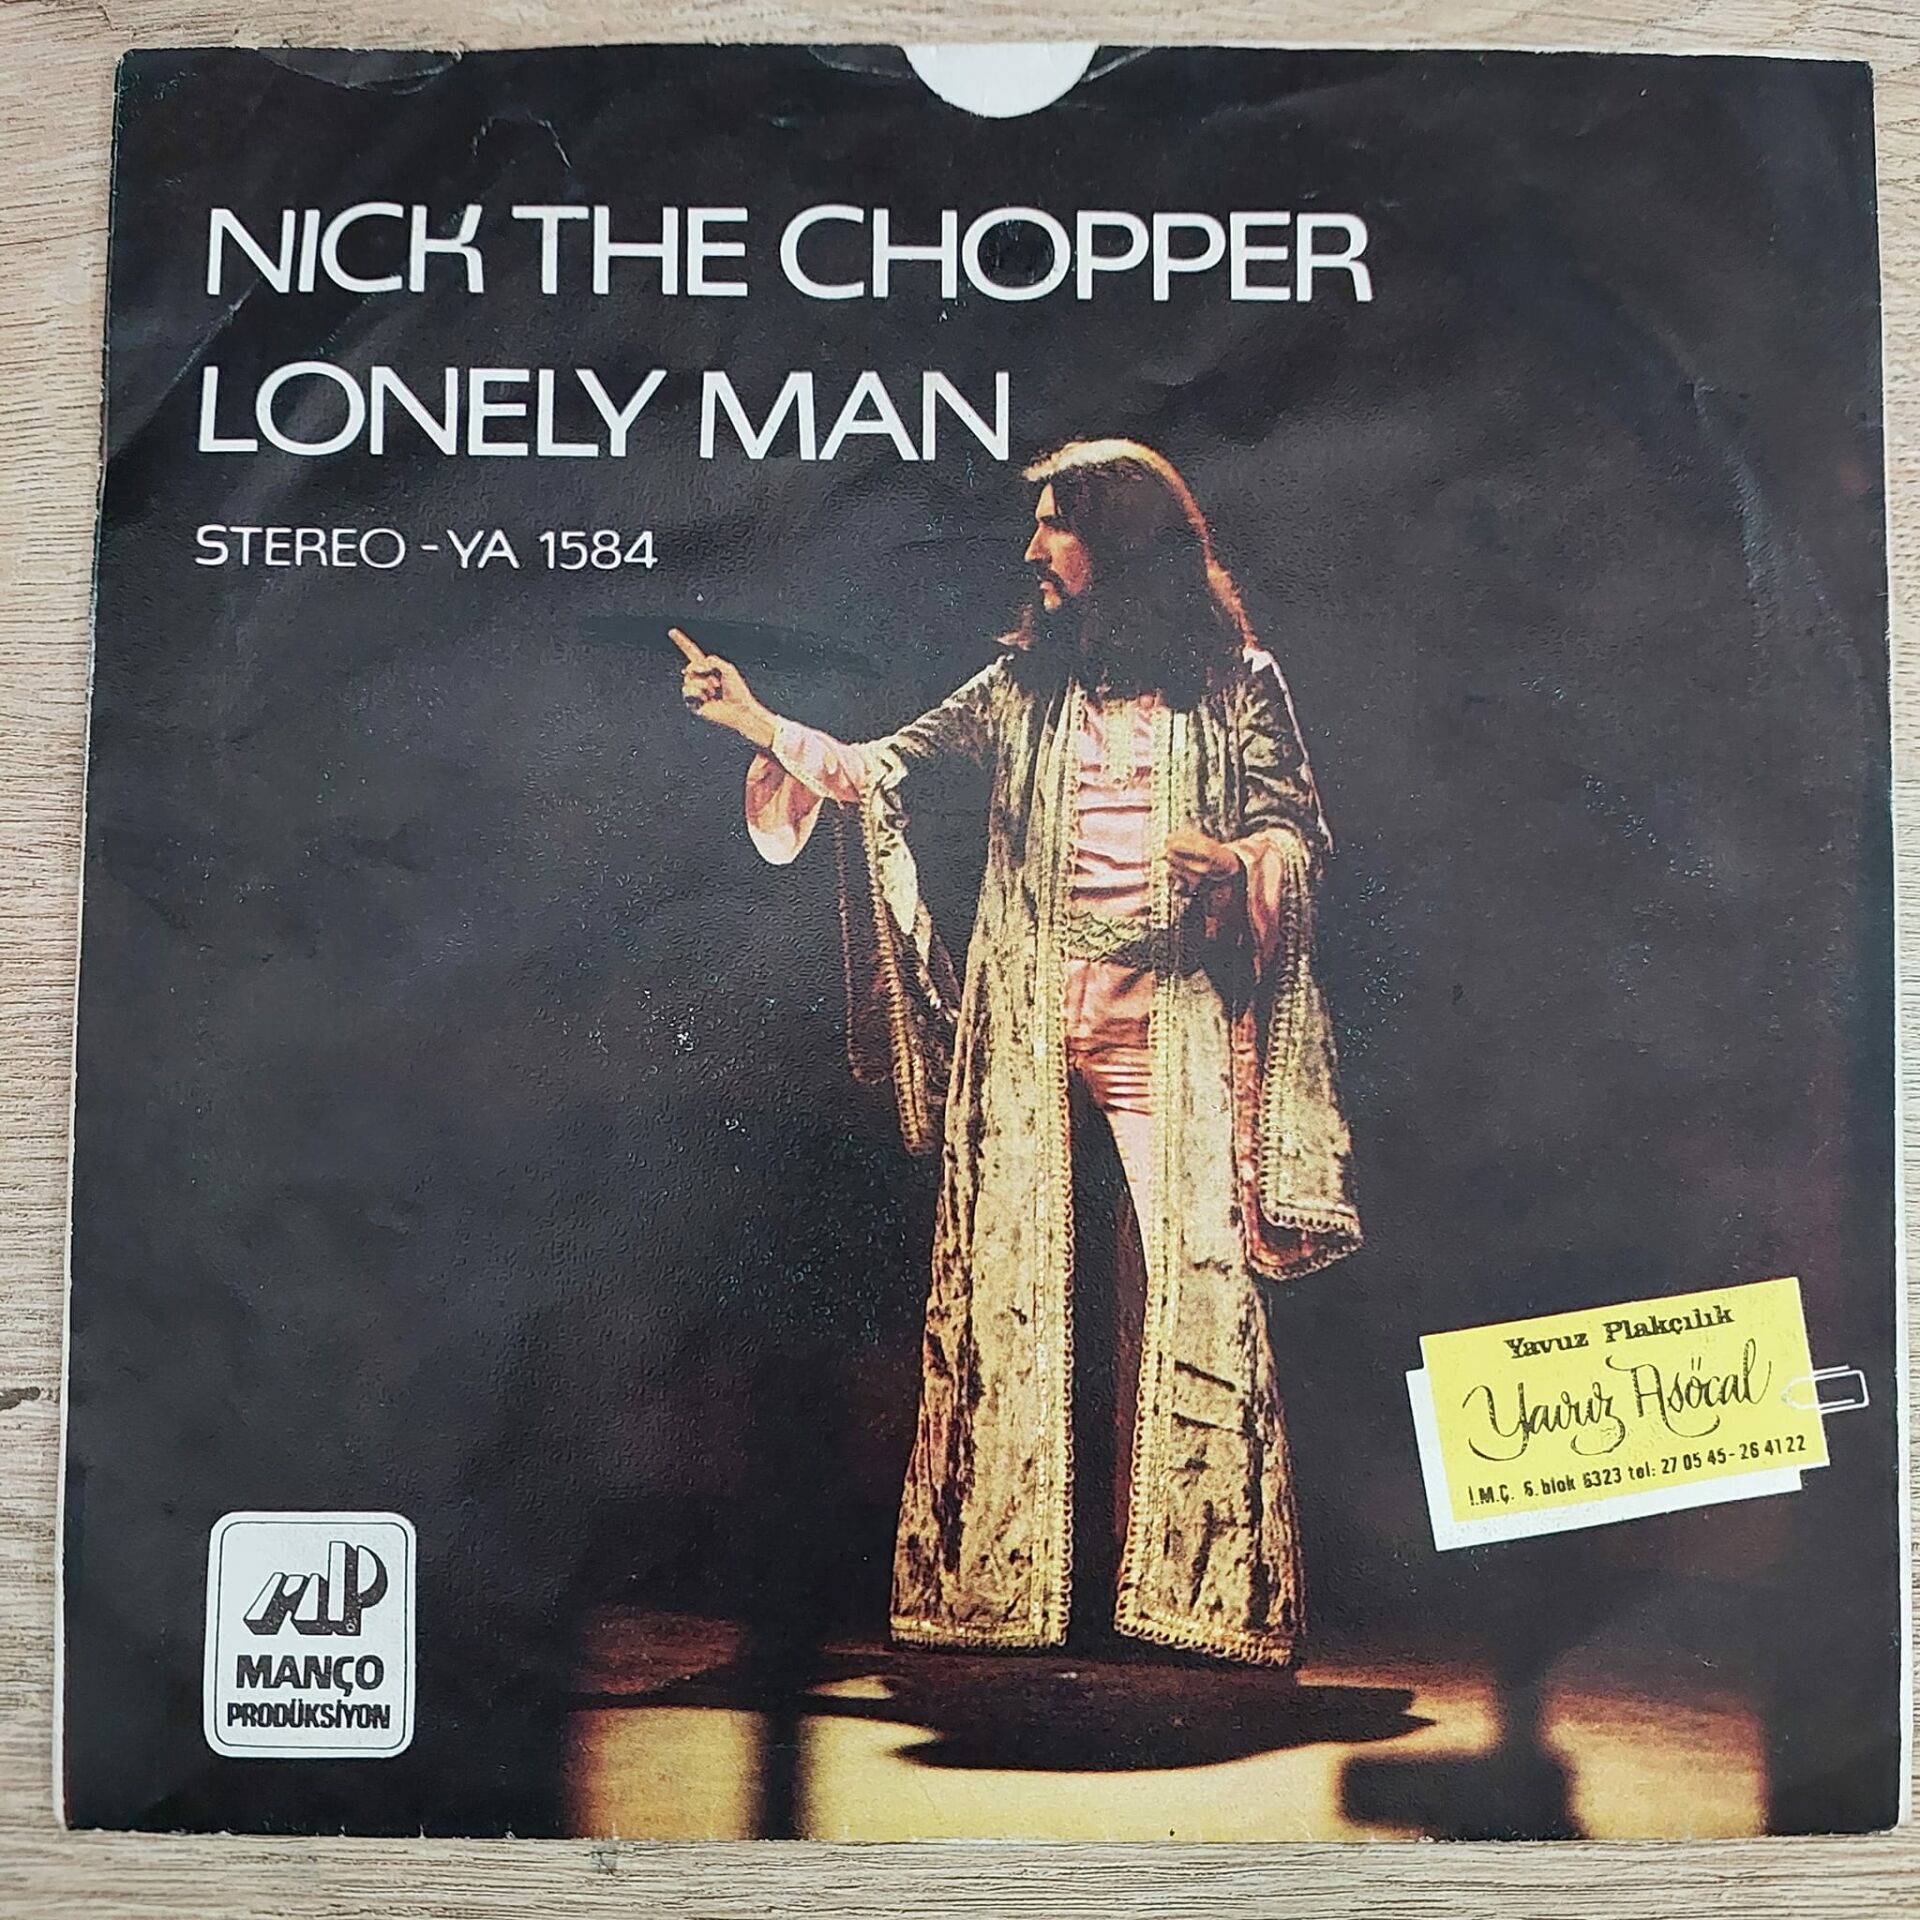 NICK THE CHOPPER
LONELY MAN
STEREO - YA 1584
Yavuz Plakçılık
Yavuz Asöcal
İ.M.Ç. 6. blok 6323 tel: 27 05 45 - 26 41 22
MP
MANÇO
PRODÜKSİYON